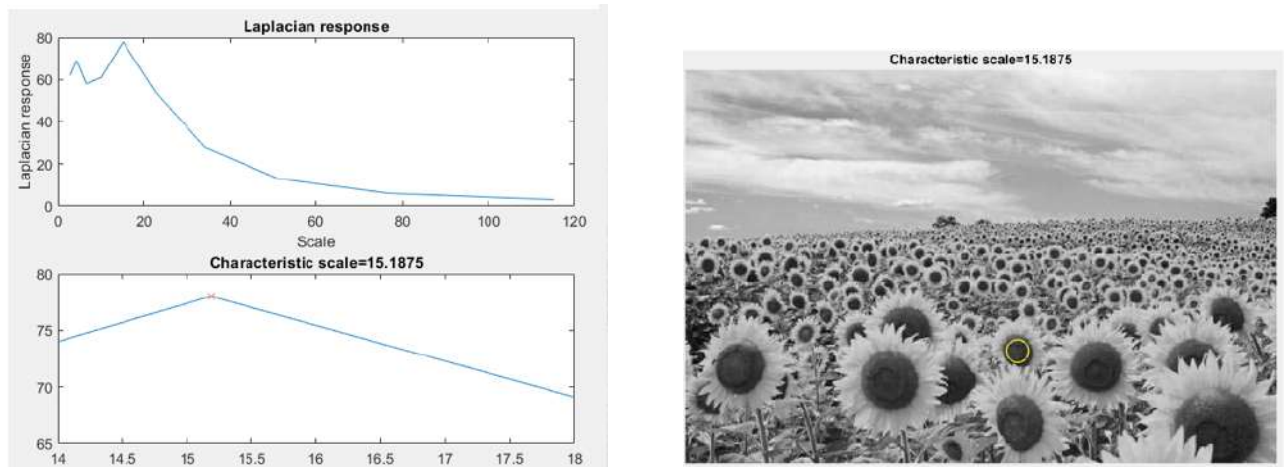 Laplacian response
Laplacian response
80
60
40
20
0
0 20 40 60 80 100 120
Scale
Characteristic scale=15.1875
80
75
70
65
14 14.5 15 15.5 16 16.5 17 17.5 18
Characteristic scale=15.1875